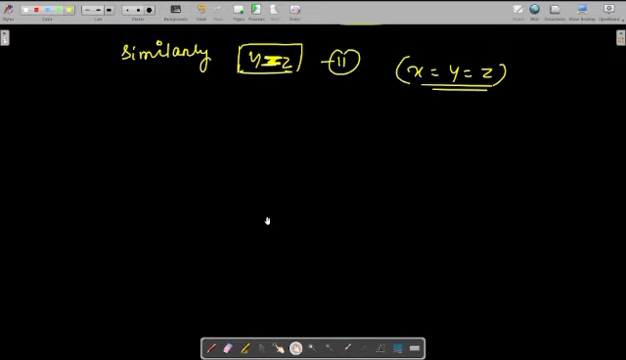 Similarly y=z -(II) (x = y = z)